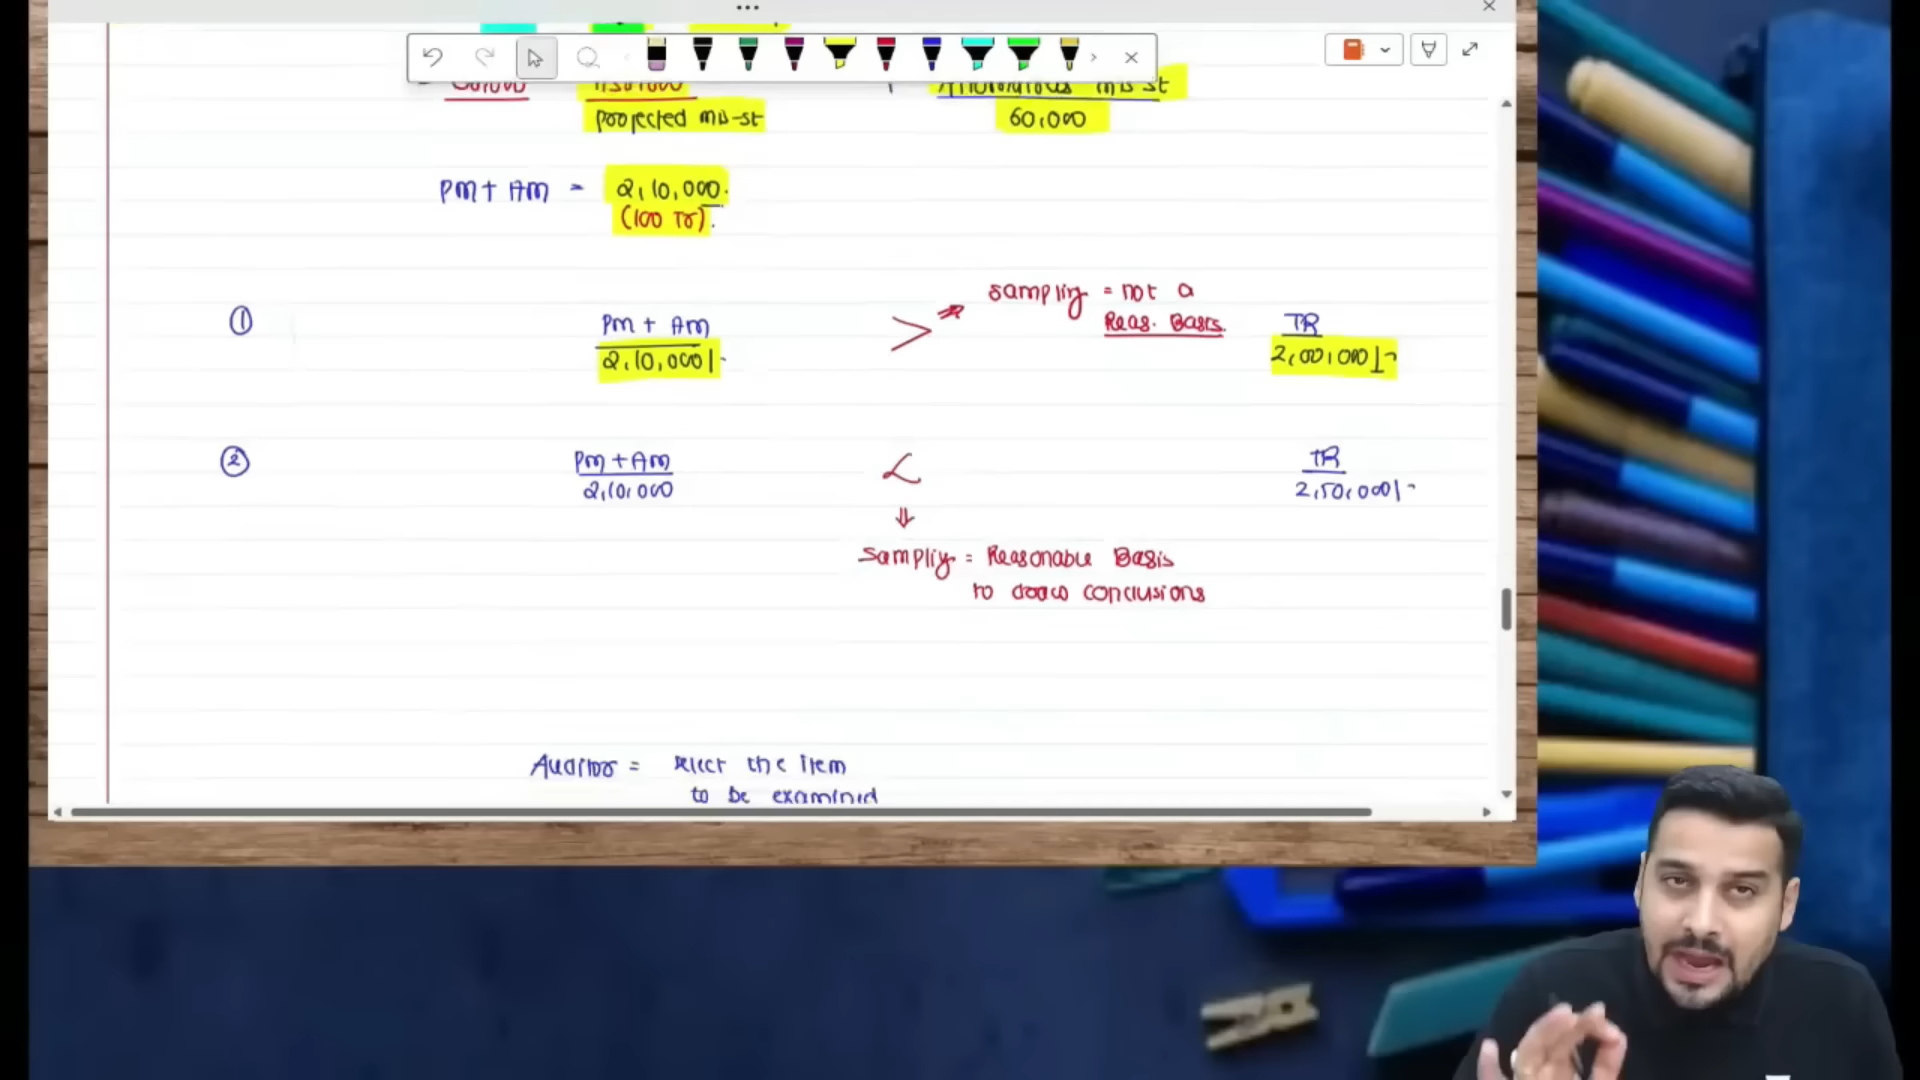 projected mis-st
60,000
PM + AM = 2,10,000.
(100 Tr).
①
PM + AM
2,10,000/-
>
sampling = not a
Reas. Basis.
TR
2,00,000/-
②
PM + AM
2,10,000
<
TR
2,50,000/-
⇓
Sampling = Reasonable Basis
to draw conclusions
Auditor = select the item
to be examined